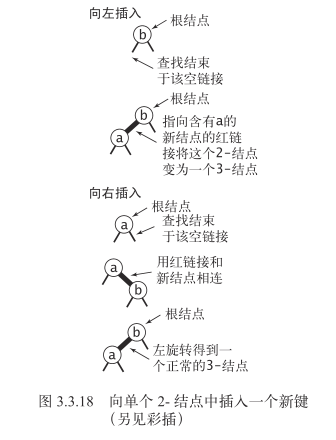 向左插入
根结点
b
查找结束
于该空链接
根结点
b
指向含有a的
新结点的红链
a
接将这个2-结点
变为一个3-结点
向右插入
根结点
a
查找结束
于该空链接
a
用红链接和
新结点相连
b
根结点
b
a
左旋转得到一
个正常的3-结点
图 3.3.18 向单个 2- 结点中插入一个新键
（另见彩插）